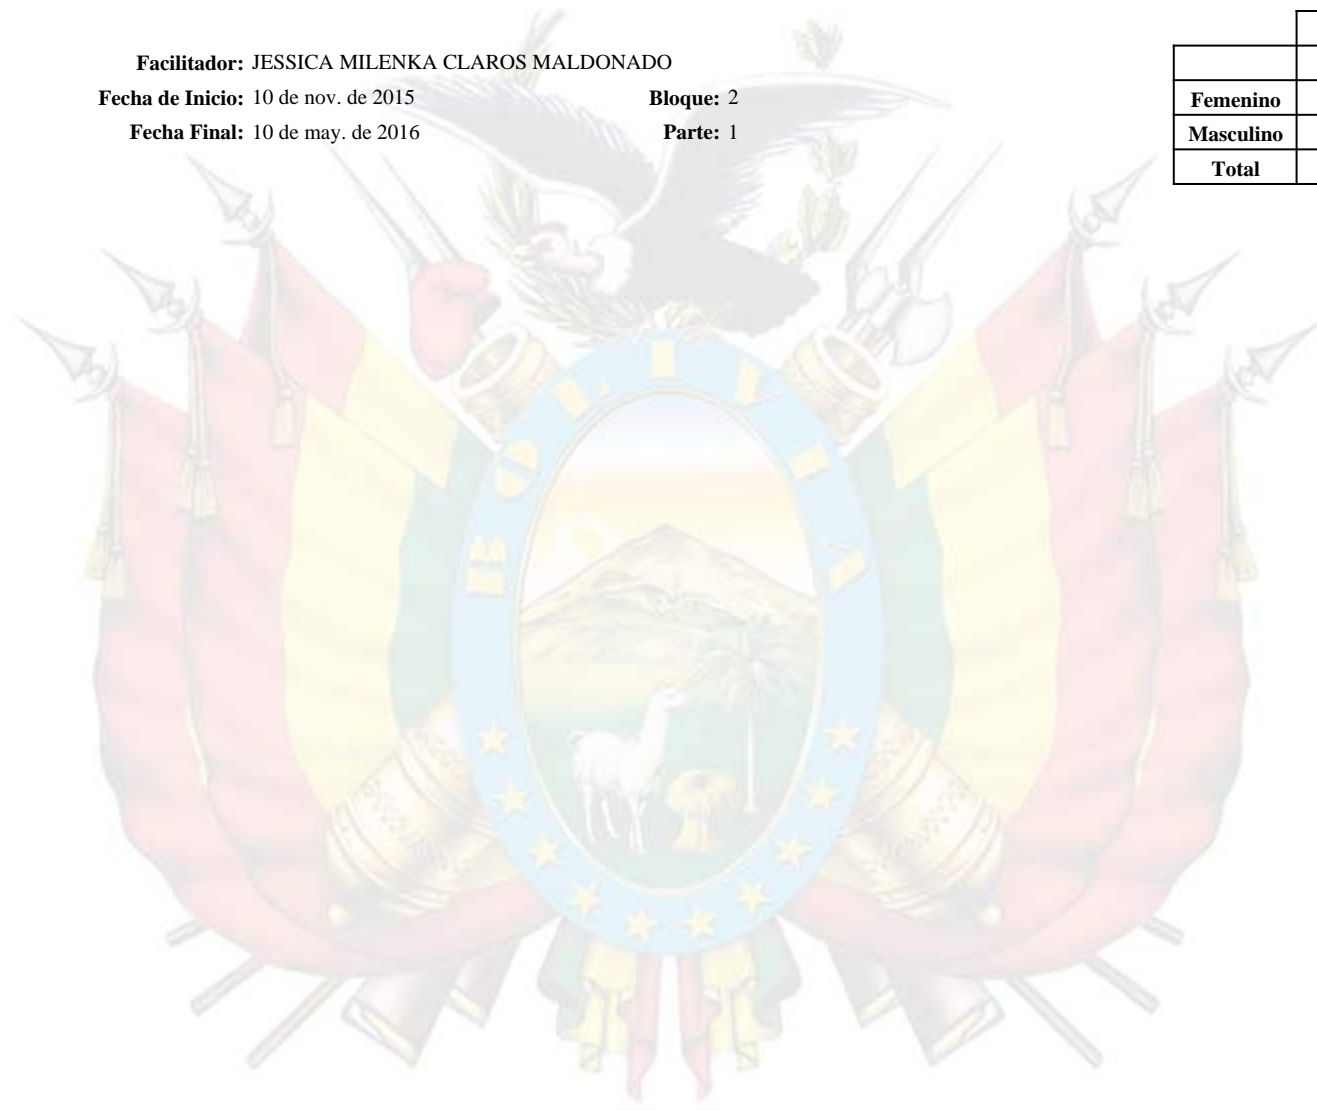 Facilitador: JESSICA MILENKA CLAROS MALDONADO
Fecha de Inicio: 10 de nov. de 2015 Bloque: 2
Fecha Final: 10 de may. de 2016 Parte: 1
Femenino
Masculino
Total
BOLIVIA